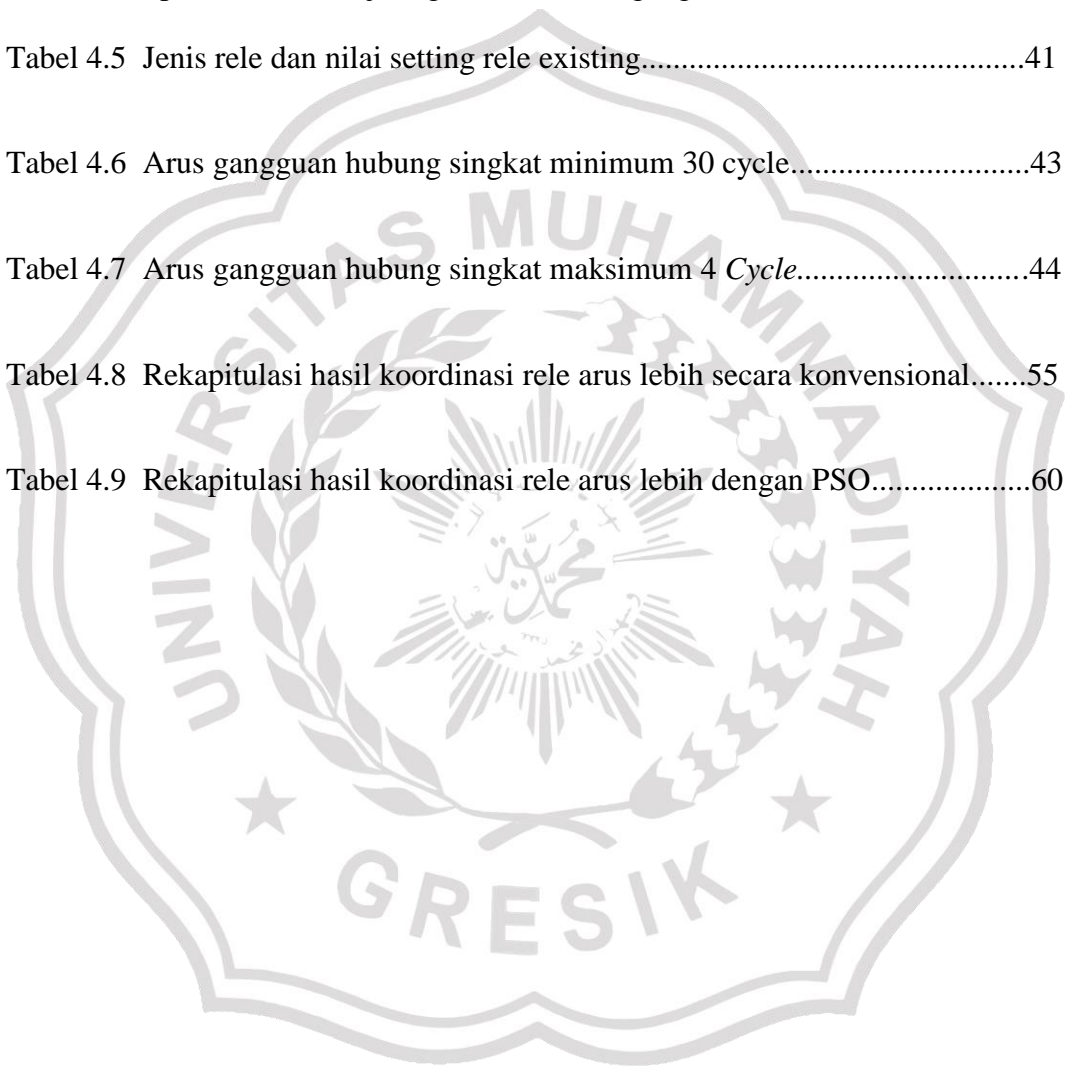 Tabel 4.5 Jenis rele dan nilai setting rele existing................................................41
Tabel 4.6 Arus gangguan hubung singkat minimum 30 cycle..............................43
Tabel 4.7 Arus gangguan hubung singkat maksimum 4 Cycle.............................44
Tabel 4.8 Rekapitulasi hasil koordinasi rele arus lebih secara konvensional.......55
Tabel 4.9 Rekapitulasi hasil koordinasi rele arus lebih dengan PSO....................60
UNIVERSITAS MUHAMMADIYAH
محمد
GRESIK